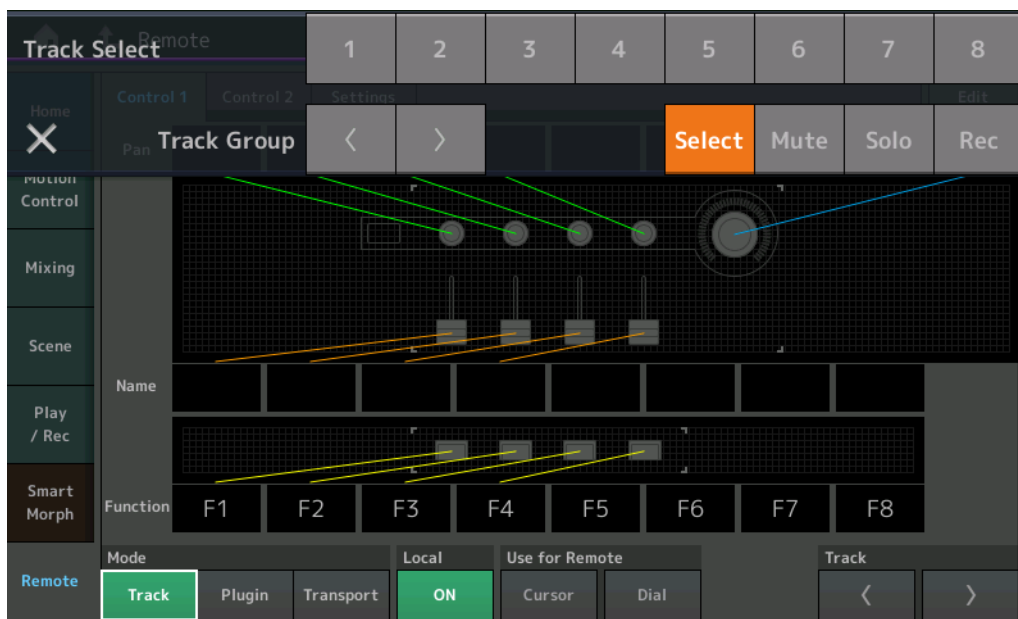 Remote
Track Select 1 2 3 4 5 6 7 8
Home Control 1 Control 2 Settings Edit
Pan Track Group < > Select Mute Solo Rec
Motion
Control
Mixing
Scene
Name
Play
/ Rec
Smart
Morph
Function F1 F2 F3 F4 F5 F6 F7 F8
Mode Local Use for Remote Track
Remote Track Plugin Transport ON Cursor Dial < >